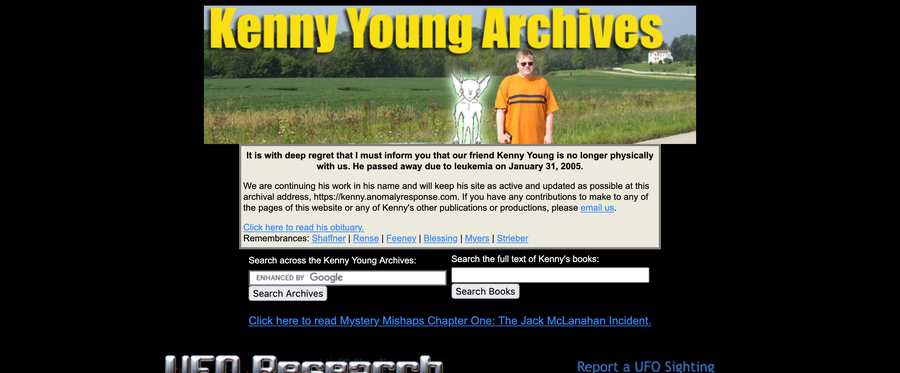 Kenny Young Archives
It is with deep regret that I must inform you that our friend Kenny Young is no longer physically
with us. He passed away due to leukemia on January 31, 2005.
We are continuing his work in his name and will keep his site as active and updated as possible at this
archival address, https://kenny.anomalyresponse.com. If you have any contributions to make to any of
the pages of this website or any of Kenny's other publications or productions, please email us.
Click here to read his obituary.
Remembrances: Shaffner | Rense | Feeney | Blessing | Myers | Strieber
Search across the Kenny Young Archives:
ENHANCED BY Google
Search Archives
Search the full text of Kenny's books:
Search Books
Click here to read Mystery Mishaps Chapter One: The Jack McLanahan Incident.
UFO Research
Report a UFO Sighting